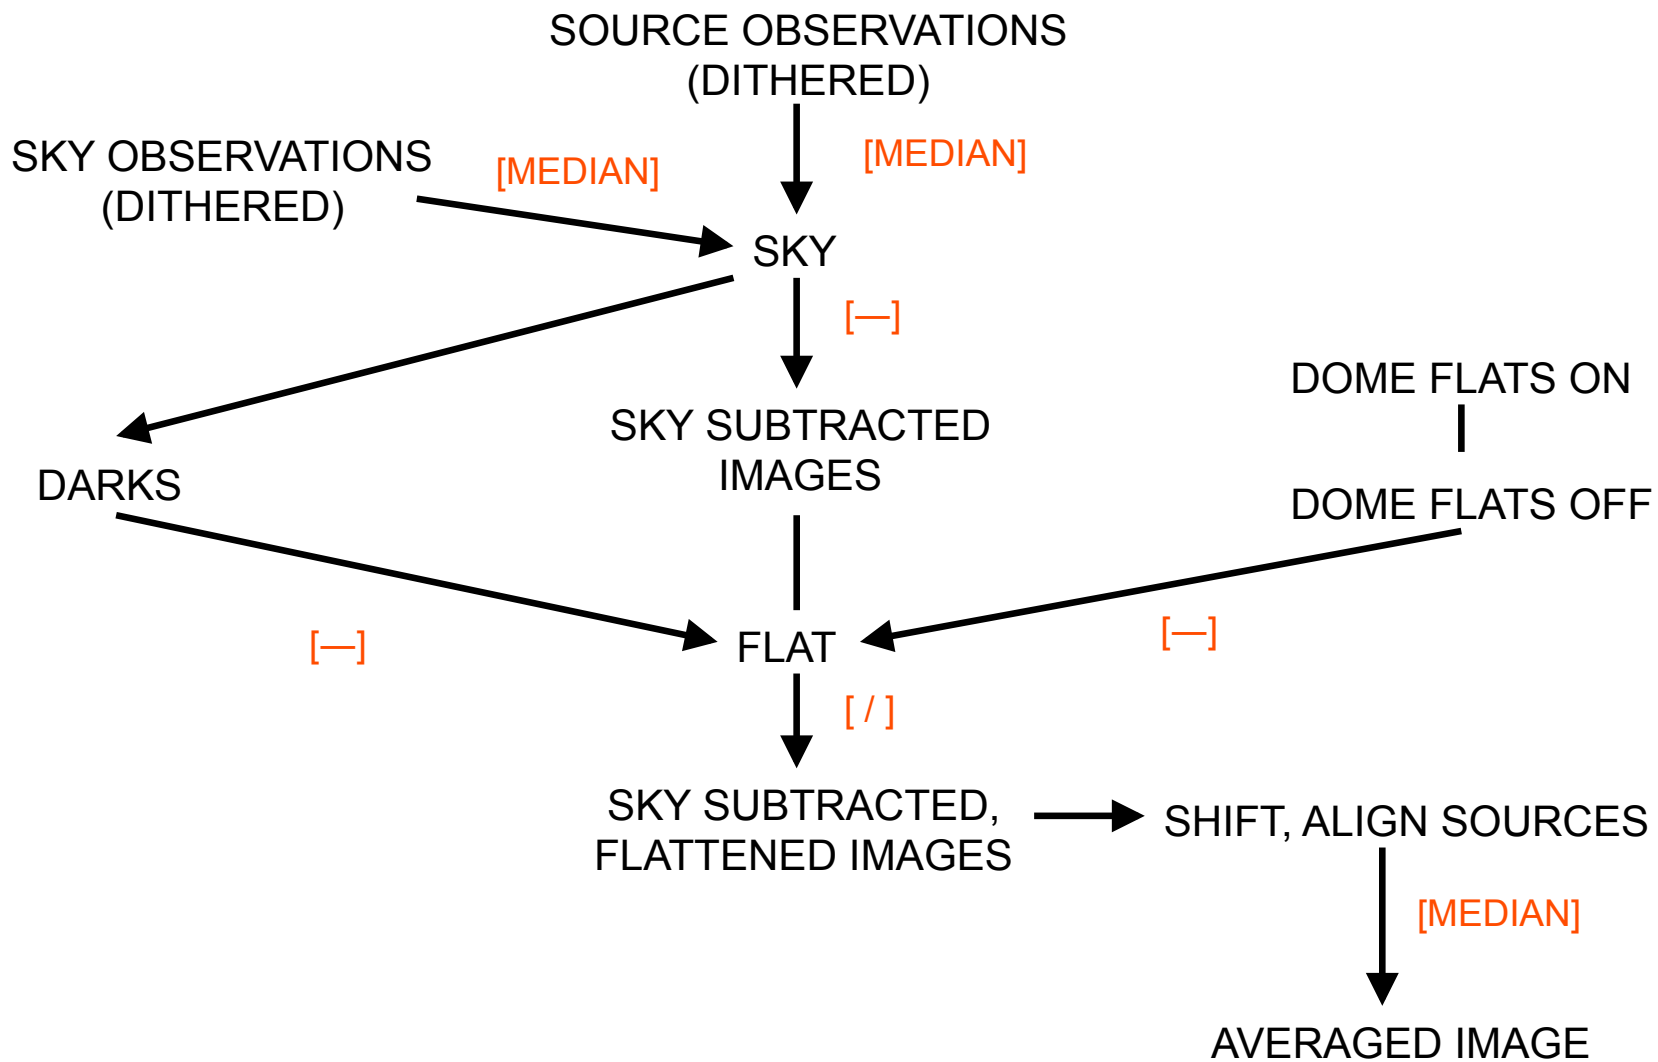 SOURCE OBSERVATIONS
(DITHERED)
SKY OBSERVATIONS
(DITHERED)
[MEDIAN]
[MEDIAN]
SKY
[—]
SKY SUBTRACTED
IMAGES
DOME FLATS ON
DARKS
DOME FLATS OFF
[—]
FLAT
[—]
[ / ]
SKY SUBTRACTED,
FLATTENED IMAGES
SHIFT, ALIGN SOURCES
[MEDIAN]
AVERAGED IMAGE